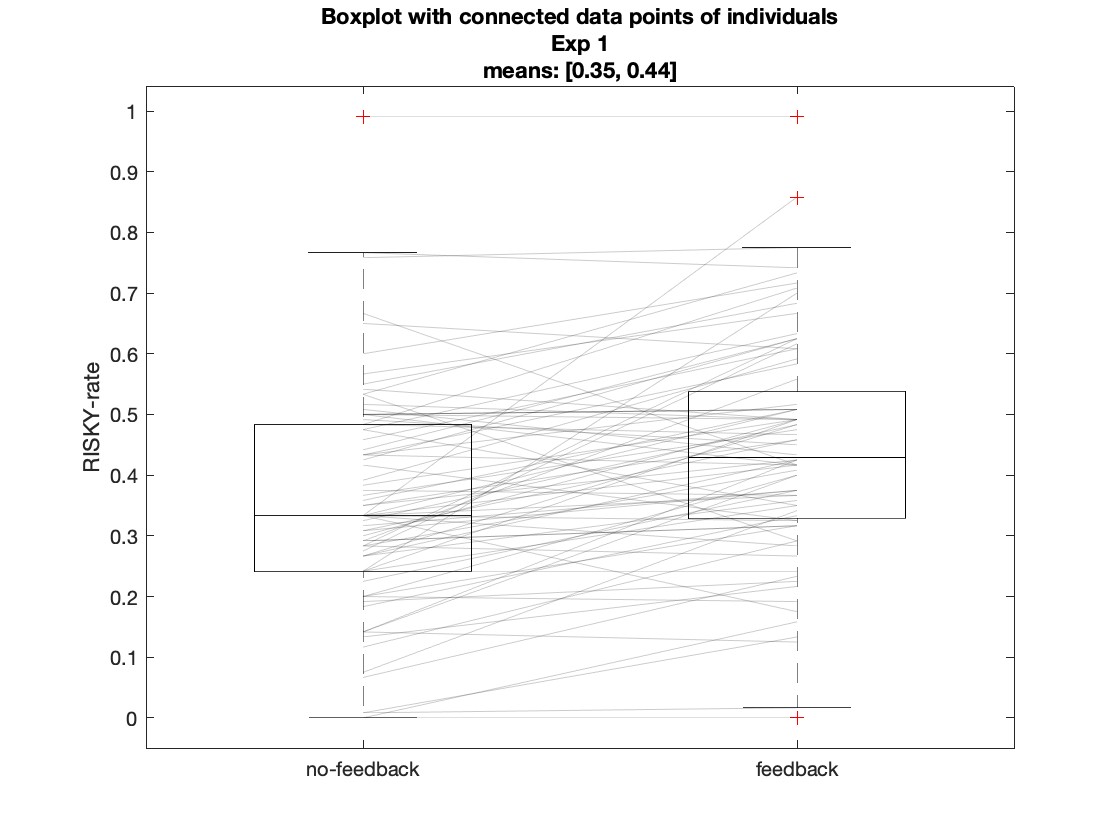 Boxplot with connected data points of individuals
Exp 1
means: [0.35, 0.44]
1
0.9
0.8
0.7
0.6
0.5
0.4
0.3
0.2
0.1
0
RISKY-rate
no-feedback
feedback